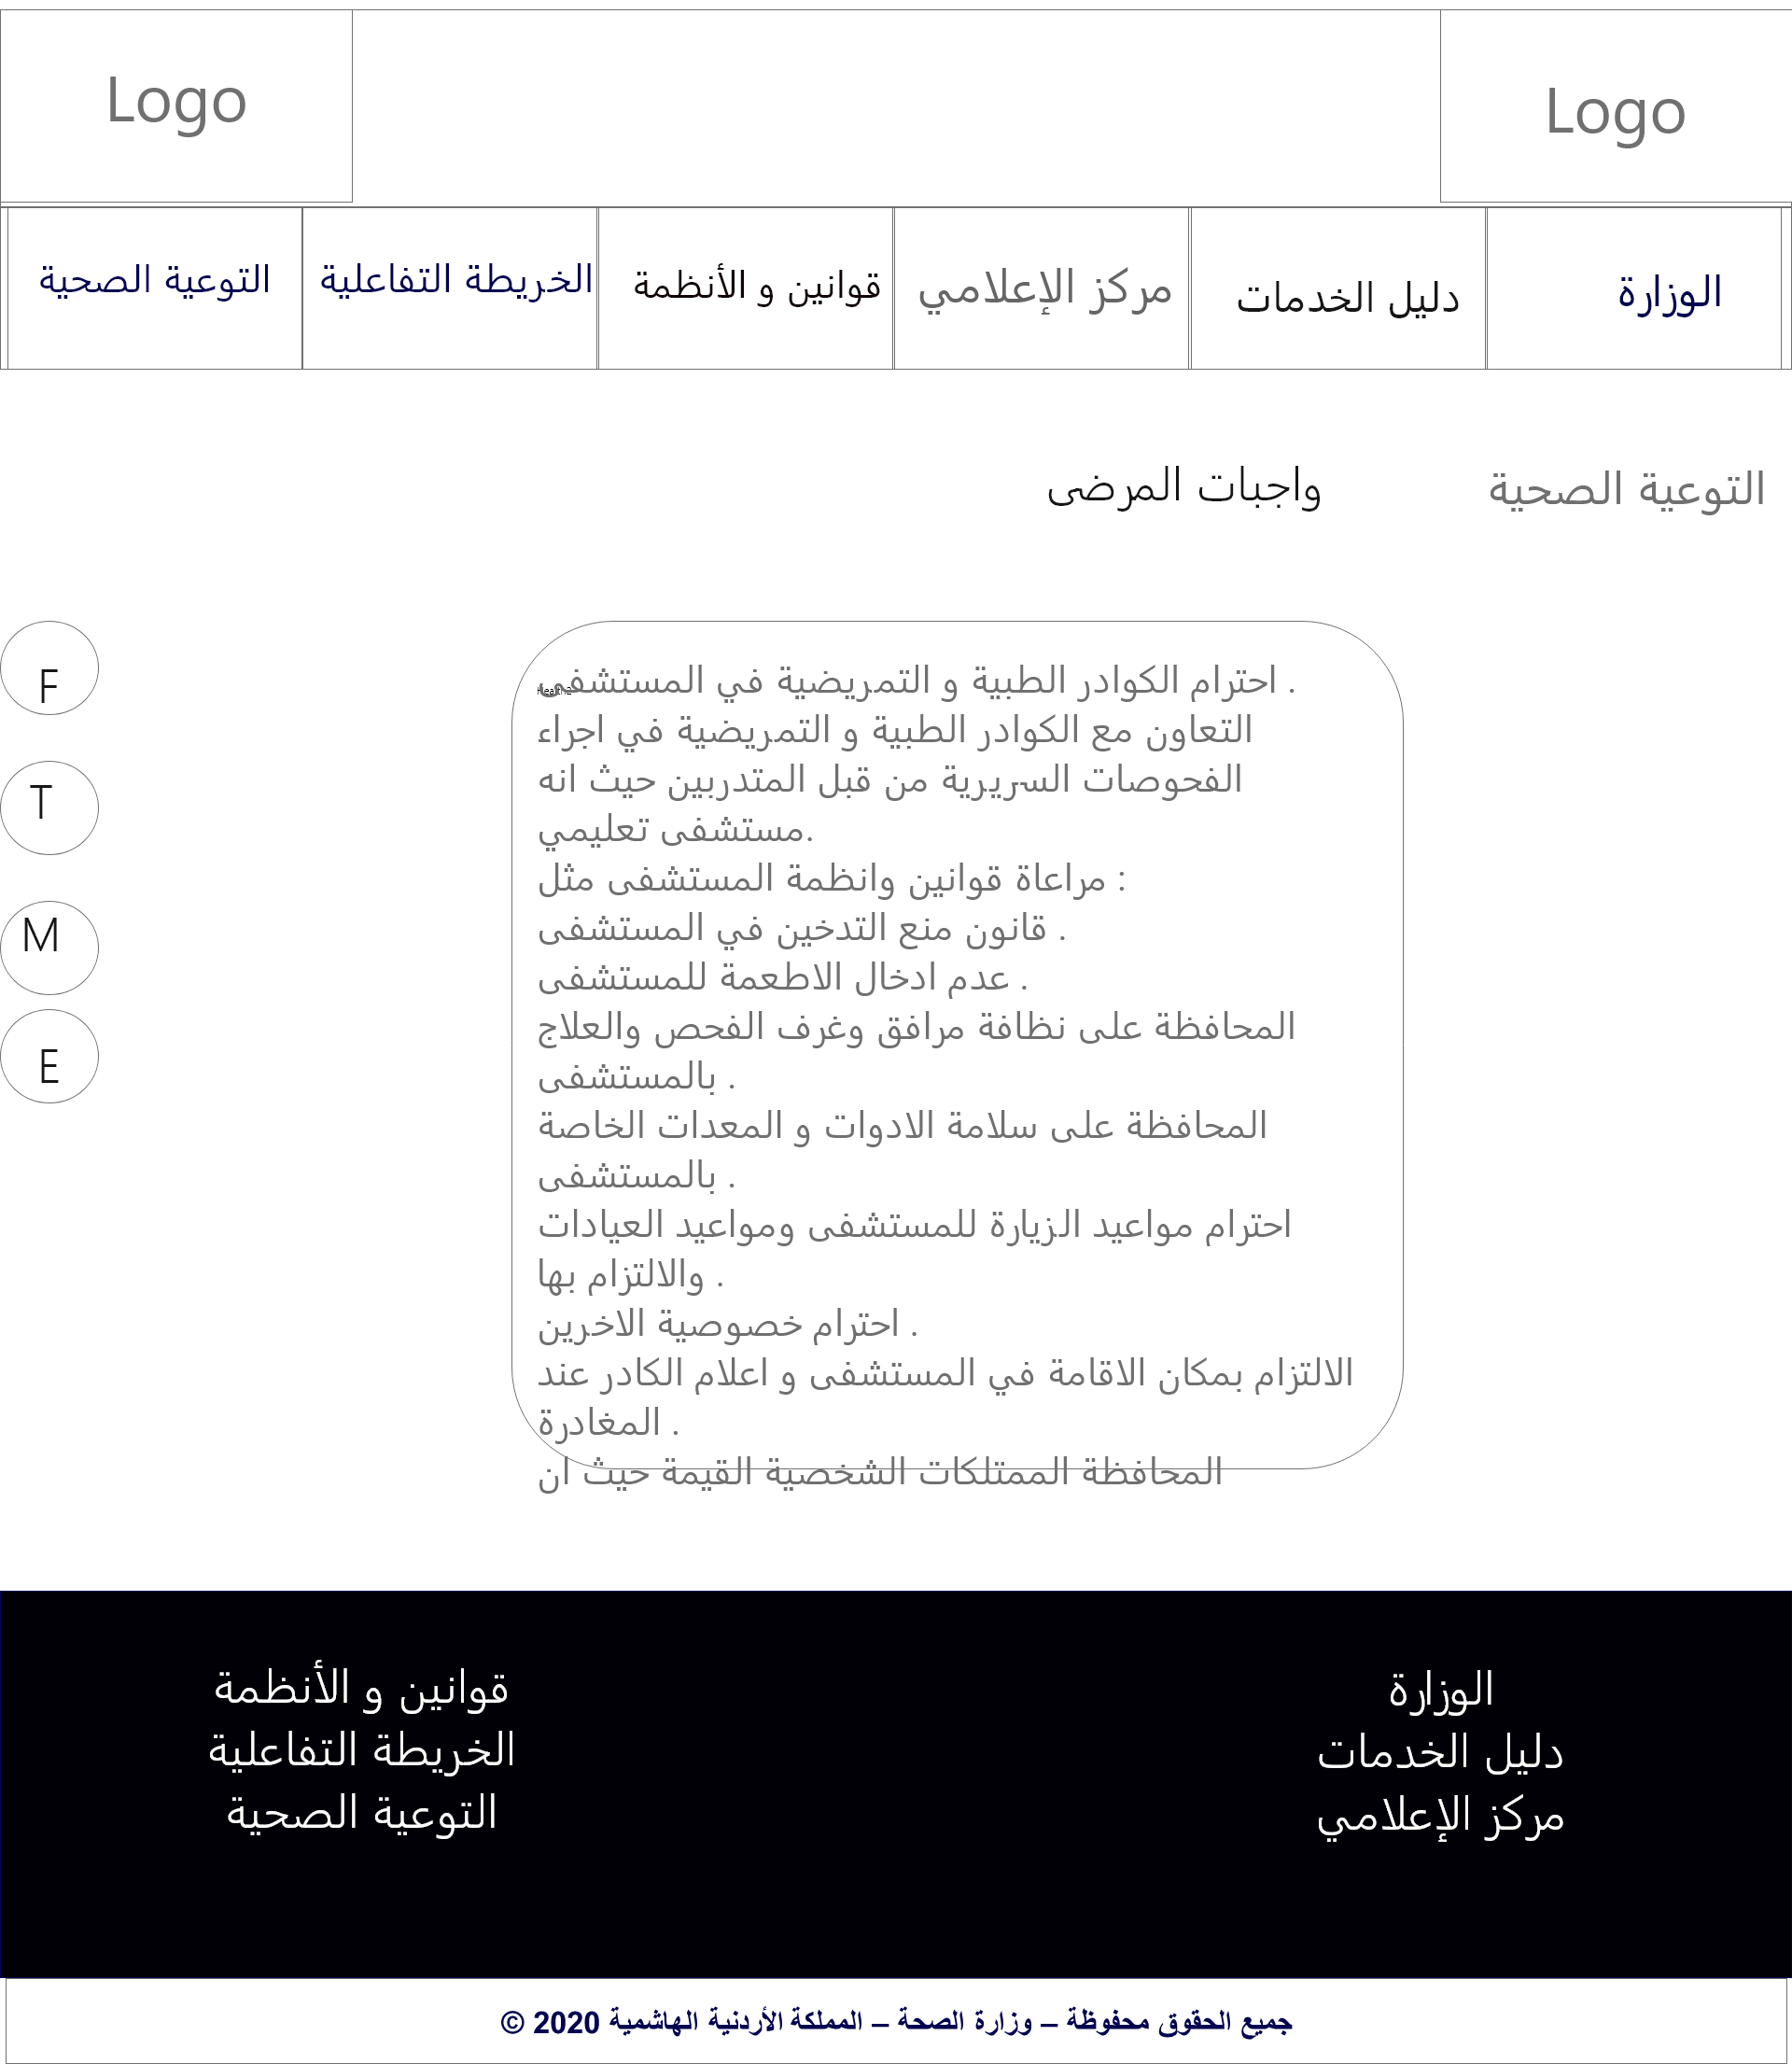 Logo
Logo
الوزارة
دليل الخدمات
مركز الإعلامي
قوانين و الأنظمة
الخريطة التفاعلية
التوعية الصحية
التوعية الصحية
واجبات المرضى
F
T
M
E
احترام الكوادر الطبية و التمريضية في المستشفى .
التعاون مع الكوادر الطبية و التمريضية في اجراء
الفحوصات السريرية من قبل المتدربين حيث انه
مستشفى تعليمي.
مراعاة قوانين وانظمة المستشفى مثل :
قانون منع التدخين في المستشفى .
عدم ادخال الاطعمة للمستشفى .
المحافظة على نظافة مرافق وغرف الفحص والعلاج
بالمستشفى .
المحافظة على سلامة الادوات و المعدات الخاصة
بالمستشفى .
احترام مواعيد الزيارة للمستشفى ومواعيد العيادات
والالتزام بها .
احترام خصوصية الاخرين .
الالتزام بمكان الاقامة في المستشفى و اعلام الكادر عند
المغادرة .
المحافظة الممتلكات الشخصية القيمة حيث ان
الوزارة
دليل الخدمات
مركز الإعلامي
قوانين و الأنظمة
الخريطة التفاعلية
التوعية الصحية
جميع الحقوق محفوظة – وزارة الصحة – المملكة الأردنية الهاشمية 2020 ©